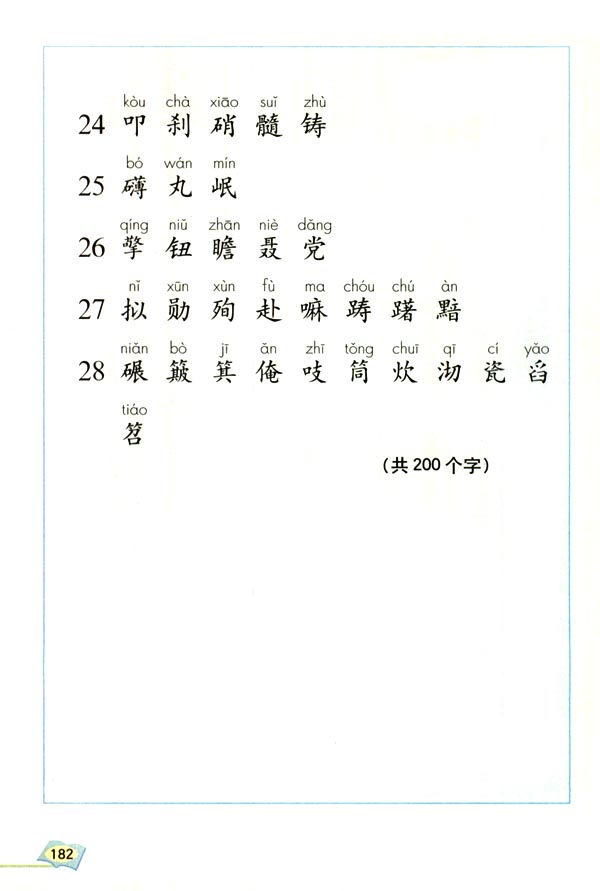 kòu chà xiāo suǐ zhù
24 叩 刹 硝 髓 铸
bó wán mín
25 礴 丸 岷
qíng niǔ zhān niè dǎng
26 擎 钮 瞻 聂 党
nǐ xūn xùn fù ma chóu chú àn
27 拟 勋 殉 赴 嘛 踌 躇 黯
niǎn bò jī ǎn zhī tǒng chuī qī cí yǎo
28 碾 簸 箕 俺 吱 筒 炊 沏 瓷 舀
tiáo
笤
（共 200 个字）
182